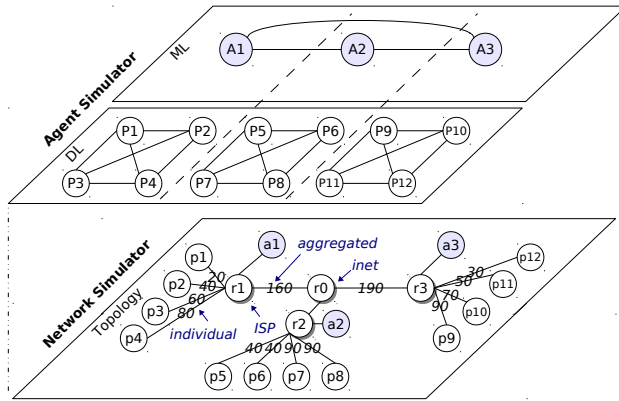 Agent Simulator
ML
A1 A2 A3
DL
P1 P2 P5 P6 P9 P10
P3 P4 P7 P8 P11 P12
Network Simulator
Topology
a1 a3
aggregated
p1 p12
inet
p2 20 30 p11
40 r1 160 r0 190 r3 50
p3 60 70 p10
80 90
p4 individual ISP r2 a2 p9
40 40 90 90
p5 p6 p7 p8